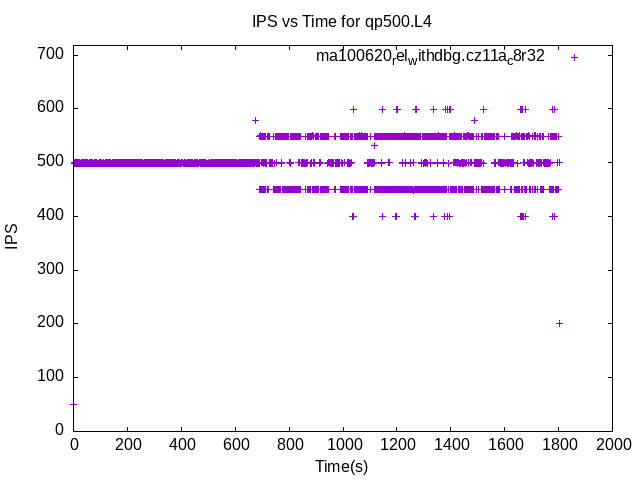 IPS vs Time for qp500.L4
ma100620relwithdbg.cz11ac8r32
700
600
500
400
300
200
100
0
IPS
0 200 400 600 800 1000 1200 1400 1600 1800 2000
Time(s)